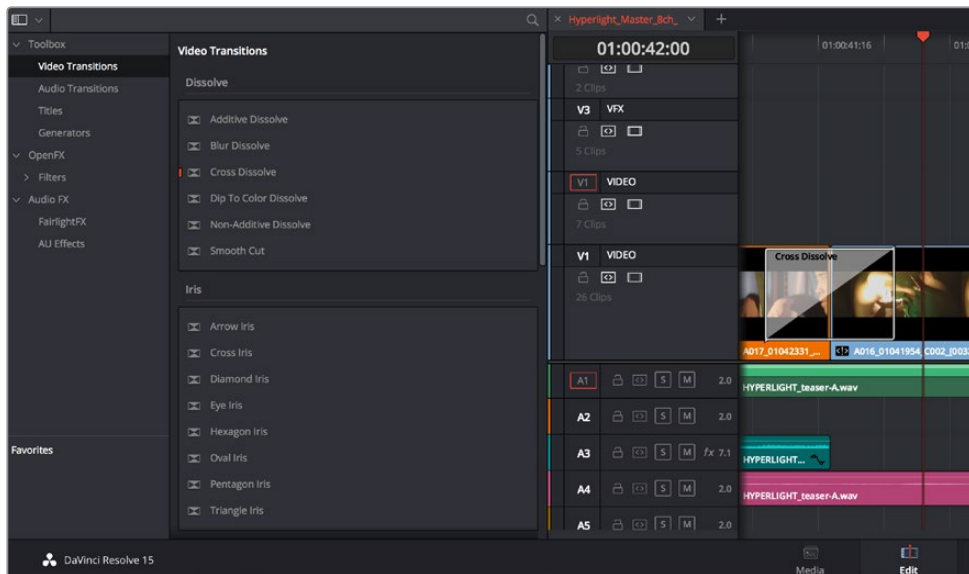 Hyperlight_Master_8ch_
Toolbox
Video Transitions
Audio Transitions
Titles
Generators
OpenFX
Filters
Audio FX
FairlightFX
AU Effects
Favorites
Video Transitions
Dissolve
Additive Dissolve
Blur Dissolve
Cross Dissolve
Dip To Color Dissolve
Non-Additive Dissolve
Smooth Cut
Iris
Arrow Iris
Cross Iris
Diamond Iris
Eye Iris
Hexagon Iris
Oval Iris
Pentagon Iris
Triangle Iris
01:00:42:00
01:00:41:16
2 Clips
V3 VFX
5 Clips
V1 VIDEO
7 Clips
V1 VIDEO
26 Clips
Cross Dissolve
A017_01042331_...
A016_01041954_C002_[003
A1 S M 2.0
HYPERLIGHT_teaser-A.wav
A2 S M 2.0
A3 S M fx 7.1
HYPERLIGHT...
A4 S M 2.0
HYPERLIGHT_teaser-A.wav
A5 S M 2.0
DaVinci Resolve 15
Media
Edit